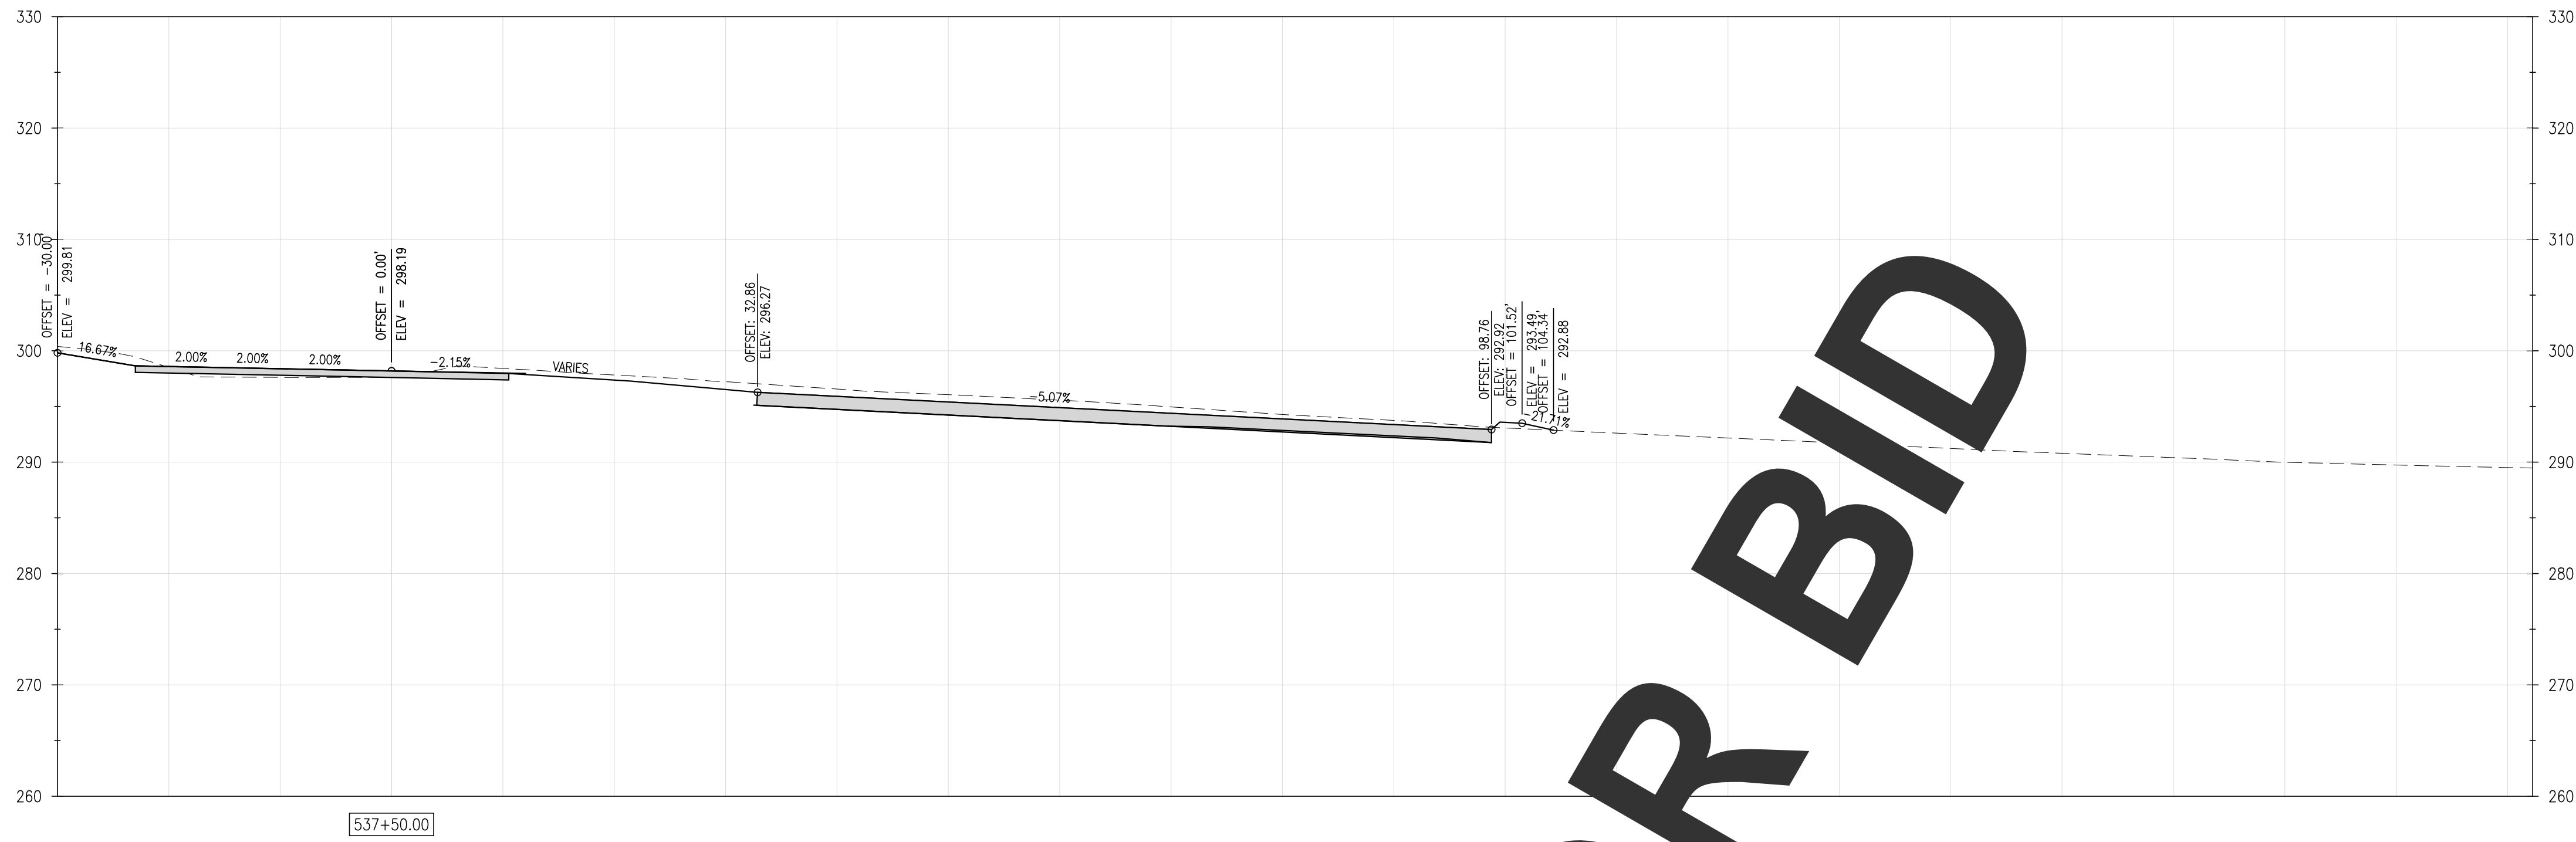 330
330
320
320
310
310
300
300
290
290
280
280
270
270
260
260
OFFSET = -30.00'
ELEV = 299.81
OFFSET = 0.00'
ELEV = 298.19
OFFSET: 32.86
ELEV: 296.27
OFFSET: 98.76
ELEV: 292.92
OFFSET = 101.52'
ELEV = 293.49
OFFSET = 104.34'
ELEV = 292.88
16.67%
2.00%
2.00%
2.00%
-2.15%
VARIES
-5.07%
-21.71%
537+50.00
R BID